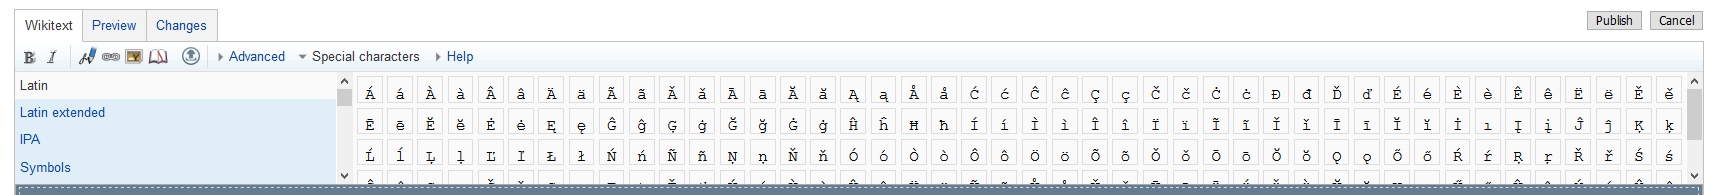 Wikitext Preview Changes Publish Cancel
B I Advanced Special characters Help
Latin
Latin extended
IPA
Symbols
Á á À à Â â Ä ä Ã ã Ǎ ǎ Ā ā Ă ă Ą ą Å å Ć ć Ĉ ĉ Ç ç Č č Ċ ċ Đ đ Ď ď É é È è Ê ê Ë ë Ě ě
Ē ē Ĕ ĕ Ė ė Ę ę Ĝ ĝ Ģ ģ Ğ ğ Ġ ġ Ĥ ĥ Ħ ħ Í í Ì ì Î î Ï ï Ĩ ĩ Ǐ ǐ Ī ī Ĭ ĭ İ ı Į į Ĵ ĵ Ķ ķ
Ĺ ĺ Ļ ļ Ľ ľ Ł ł Ń ń Ñ ñ Ņ ņ Ň ň Ó ó Ò ò Ô ô Ö ö Õ õ Ǒ ǒ Ō ō Ŏ ŏ Ǫ ǫ Ő ő Ŕ ŕ Ŗ ŗ Ř ř Ś ś